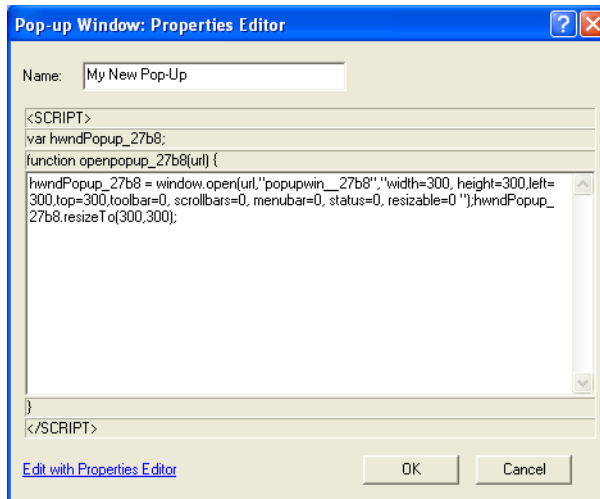 Pop-up Window: Properties Editor
Name: My New Pop-Up
<SCRIPT>
var hwndPopup_27b8;
function openpopup_27b8(url) {
hwndPopup_27b8 = window.open(url,"popupwin__27b8","width=300, height=300,left=
300,top=300,toolbar=0, scrollbars=0, menubar=0, status=0, resizable=0 ");hwndPopup_
27b8.resizeTo(300,300);
}
</SCRIPT>
Edit with Properties Editor OK Cancel